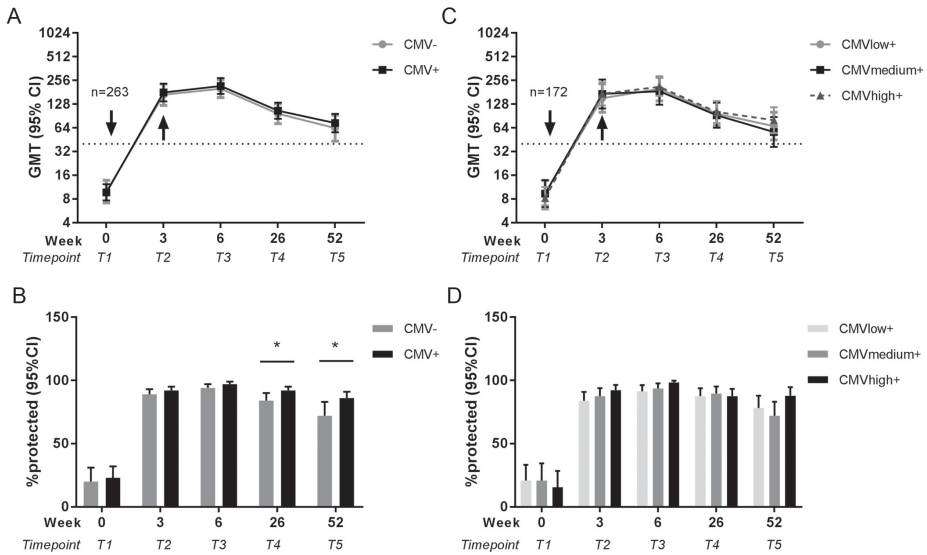 A
GMT (95% CI)
1024
512
256
128
64
32
16
8
4
n=263
CMV-
CMV+
Week 0 3 6 26 52
Timepoint T1 T2 T3 T4 T5
C
GMT (95% CI)
1024
512
256
128
64
32
16
8
4
n=172
CMVlow+
CMVmedium+
CMVhigh+
Week 0 3 6 26 52
Timepoint T1 T2 T3 T4 T5
B
%protected (95%CI)
150
100
50
0
* *
CMV-
CMV+
Week 0 3 6 26 52
Timepoint T1 T2 T3 T4 T5
D
%protected (95%CI)
150
100
50
0
CMVlow+
CMVmedium+
CMVhigh+
Week 0 3 6 26 52
Timepoint T1 T2 T3 T4 T5